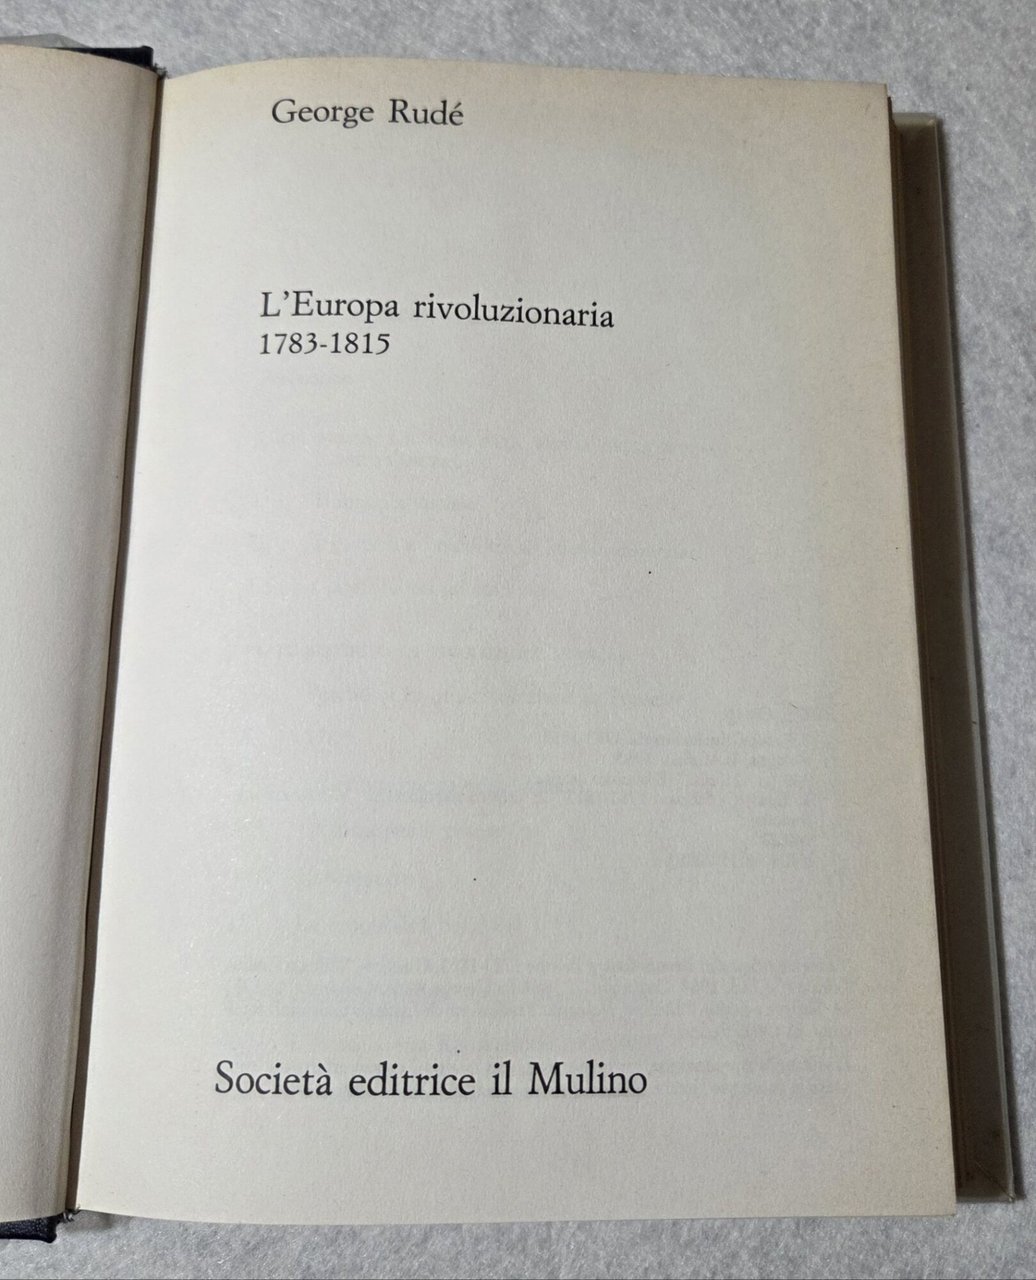 George Rudé
L'Europa rivoluzionaria
1783-1815
Società editrice il Mulino